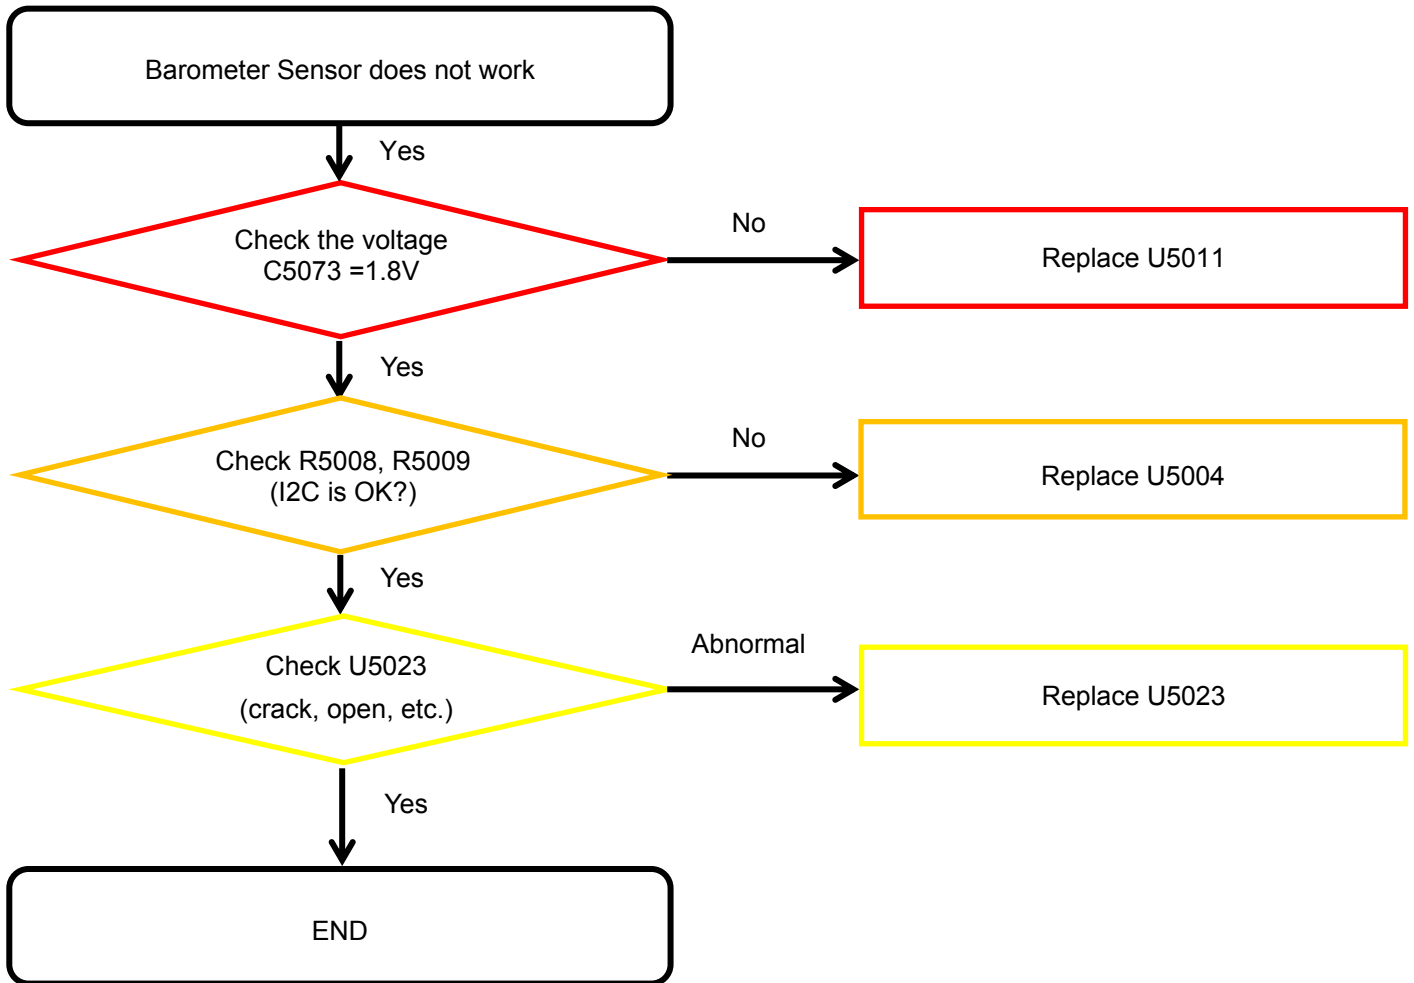 Barometer Sensor does not work
Yes
Check the voltage
C5073 =1.8V
No
Replace U5011
Yes
Check R5008, R5009
(I2C is OK?)
No
Replace U5004
Yes
Check U5023
(crack, open, etc.)
Abnormal
Replace U5023
Yes
END